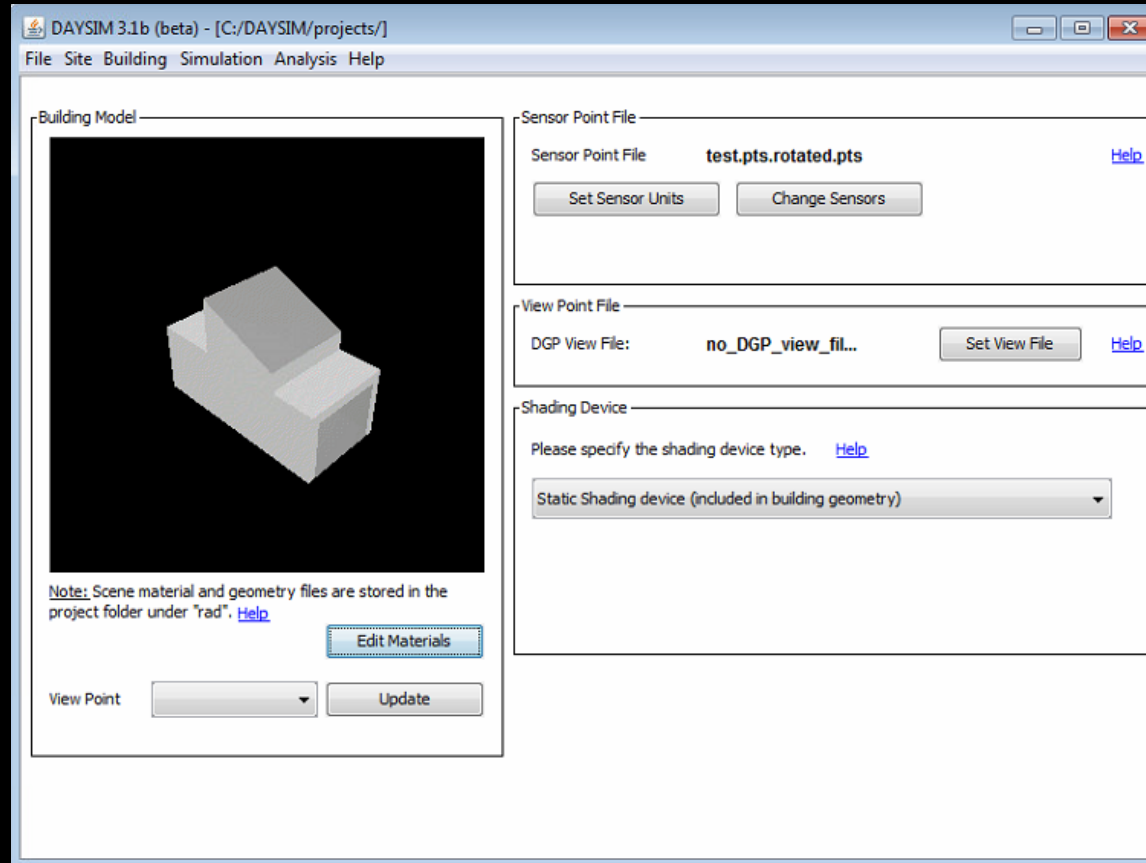 DAYSIM 3.1b (beta) - [C:/DAYSIM/projects/]
File Site Building Simulation Analysis Help
Building Model
Note: Scene material and geometry files are stored in the
project folder under "rad". Help
Edit Materials
View Point
Update
Sensor Point File
Sensor Point File test.pts.rotated.pts Help
Set Sensor Units Change Sensors
View Point File
DGP View File: no_DGP_view_fil... Set View File Help
Shading Device
Please specify the shading device type. Help
Static Shading device (included in building geometry)